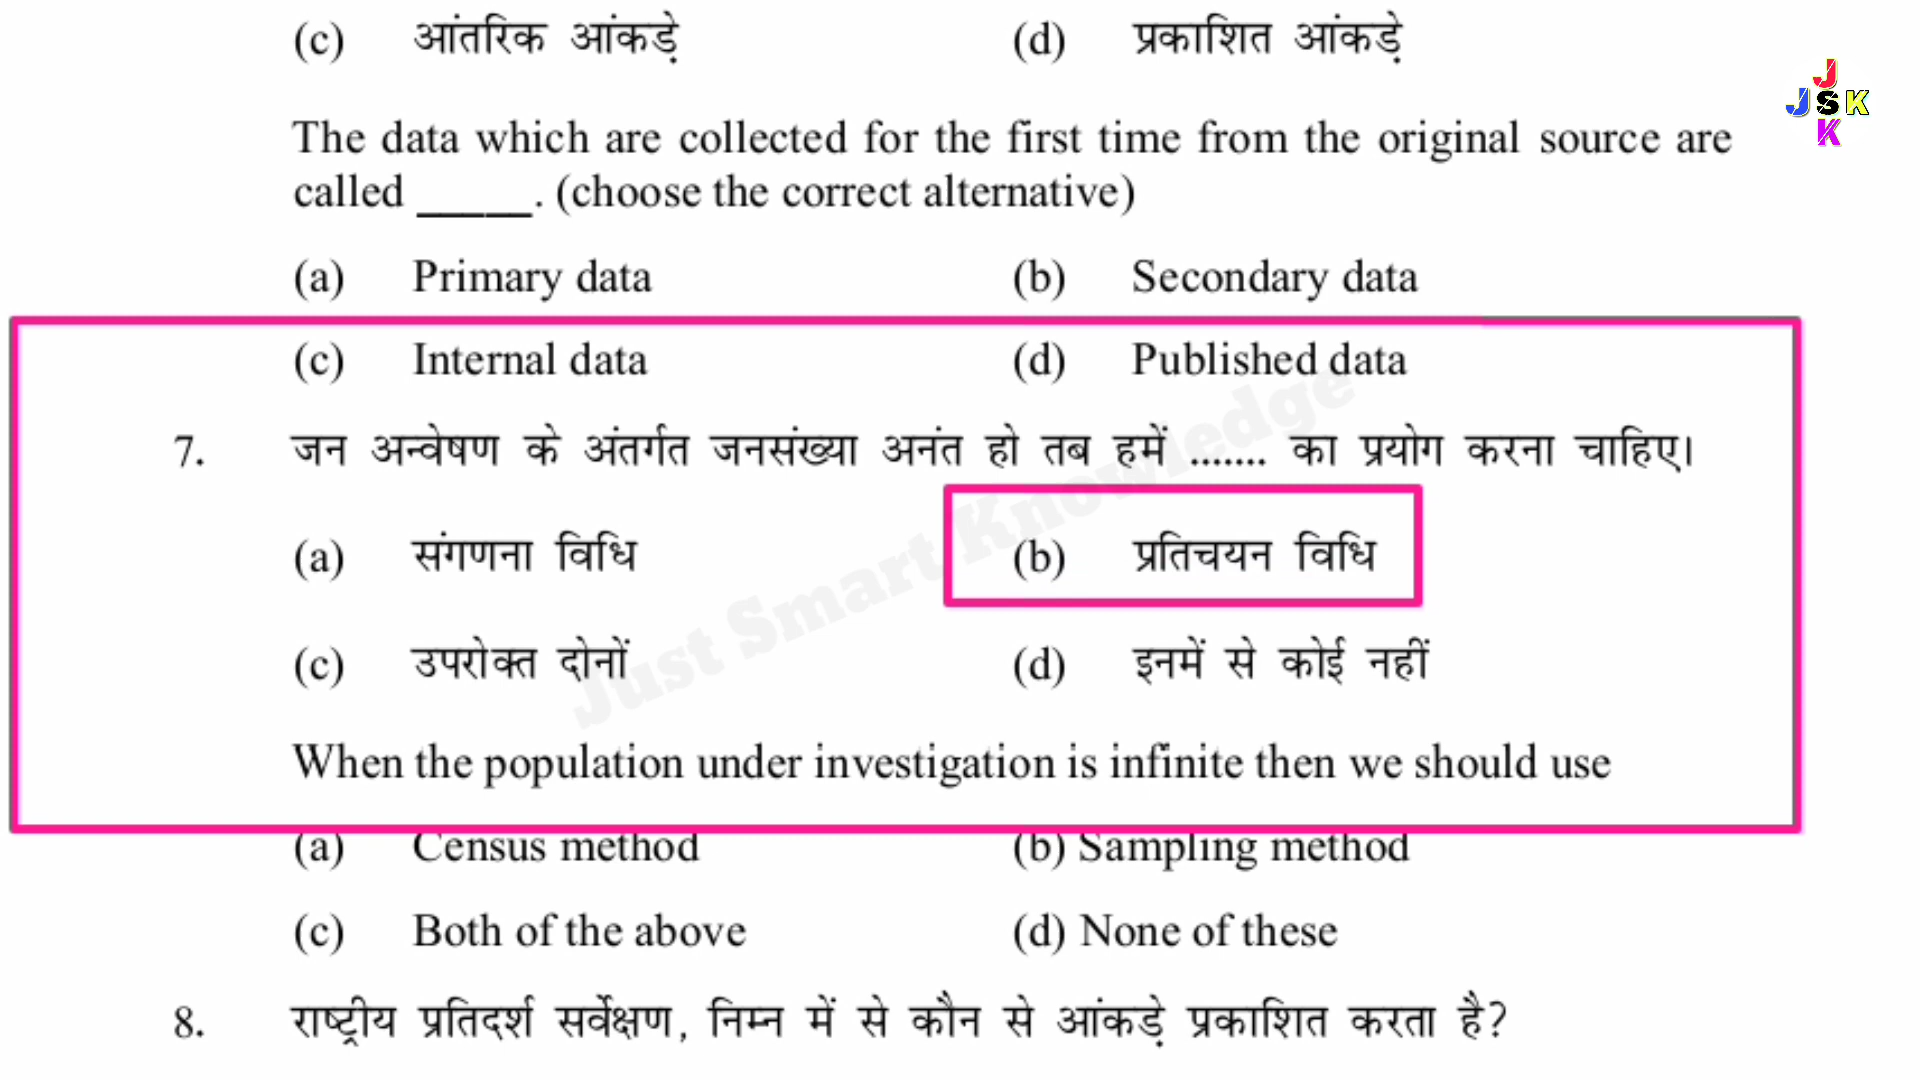 (c) आंतरिक आंकड़े (d) प्रकाशित आंकड़े
The data which are collected for the first time from the original source are
called _____. (choose the correct alternative)
(a) Primary data (b) Secondary data
(c) Internal data (d) Published data
7. जन अन्वेषण के अंतर्गत जनसंख्या अनंत हो तब हमें ....... का प्रयोग करना चाहिए।
(a) संगणना विधि (b) प्रतिचयन विधि
(c) उपरोक्त दोनों (d) इनमें से कोई नहीं
When the population under investigation is infinite then we should use
(a) Census method (b) Sampling method
(c) Both of the above (d) None of these
8. राष्ट्रीय प्रतिदर्श सर्वेक्षण, निम्न में से कौन से आंकड़े प्रकाशित करता है?
Just Smart Knowledge
J
J S K
K